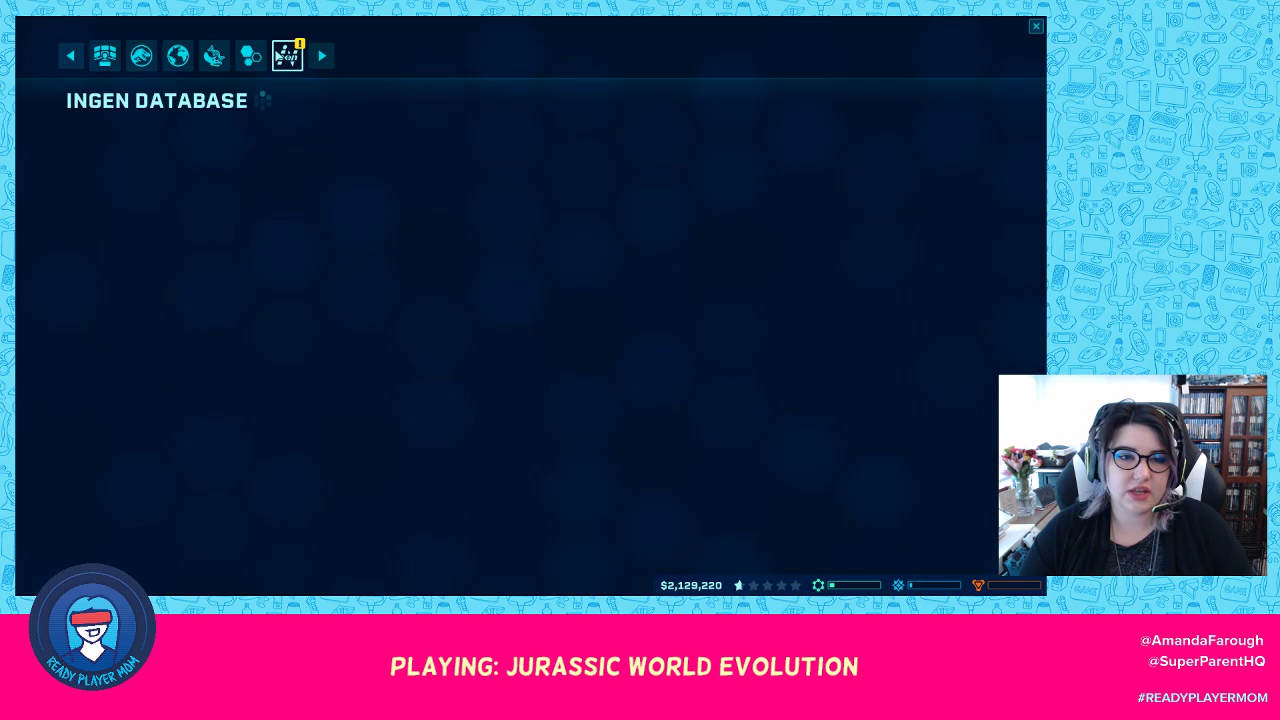 INGEN DATABASE
$2,129,220
READY PLAYER MOM
PLAYING: JURASSIC WORLD EVOLUTION
@AmandaFarough
@SuperParentHQ
#READYPLAYERMOM